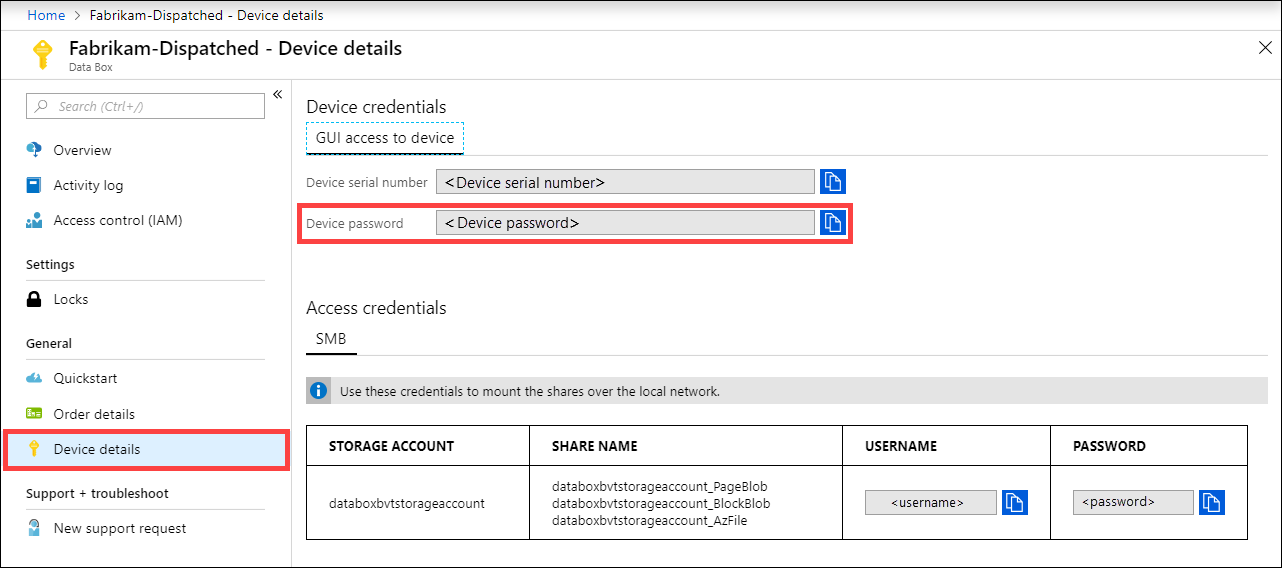 Home > Fabrikam-Dispatched - Device details
Fabrikam-Dispatched - Device details
Data Box
Search (Ctrl+/)
«
Overview
Activity log
Access control (IAM)
Settings
Locks
General
Quickstart
Order details
Device details
Support + troubleshoot
New support request
Device credentials
GUI access to device
Device serial number <Device serial number>
Device password <Device password>
Access credentials
SMB
Use these credentials to mount the shares over the local network.
STORAGE ACCOUNT SHARE NAME USERNAME PASSWORD
databoxbvtstorageaccount
databoxbvtstorageaccount_PageBlob
databoxbvtstorageaccount_BlockBlob
databoxbvtstorageaccount_AzFile
<username>
<password>